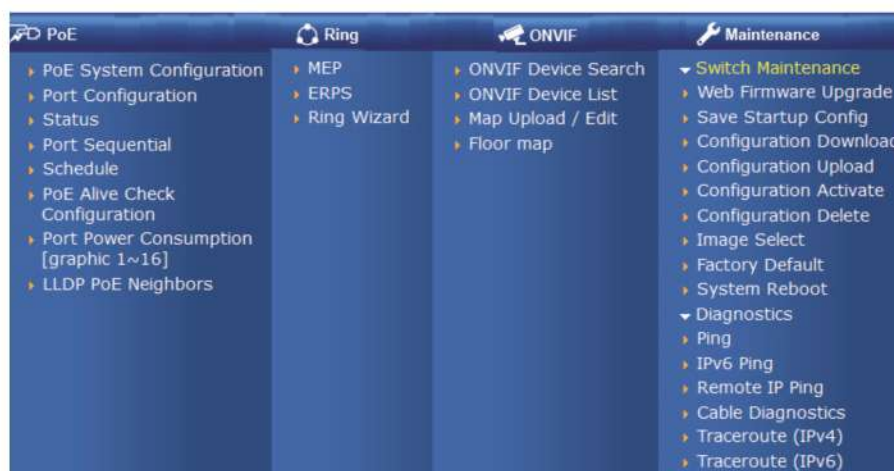 PoE
PoE System Configuration
Port Configuration
Status
Port Sequential
Schedule
PoE Alive Check
Configuration
Port Power Consumption
[graphic 1~16]
LLDP PoE Neighbors
Ring
MEP
ERPS
Ring Wizard
ONVIF
ONVIF Device Search
ONVIF Device List
Map Upload / Edit
Floor map
Maintenance
Switch Maintenance
Web Firmware Upgrade
Save Startup Config
Configuration Download
Configuration Upload
Configuration Activate
Configuration Delete
Image Select
Factory Default
System Reboot
Diagnostics
Ping
IPv6 Ping
Remote IP Ping
Cable Diagnostics
Traceroute (IPv4)
Traceroute (IPv6)